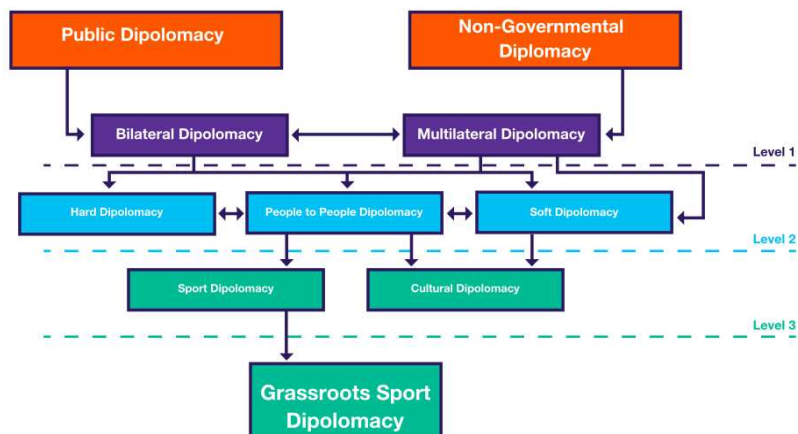 Public Dipolomacy
Non-Governmental
Diplomacy
Bilateral Dipolomacy
Multilateral Dipolomacy
Level 1
Hard Dipolomacy
People to People Dipolomacy
Soft Dipolomacy
Level 2
Sport Dipolomacy
Cultural Dipolomacy
Level 3
Grassroots Sport
Dipolomacy